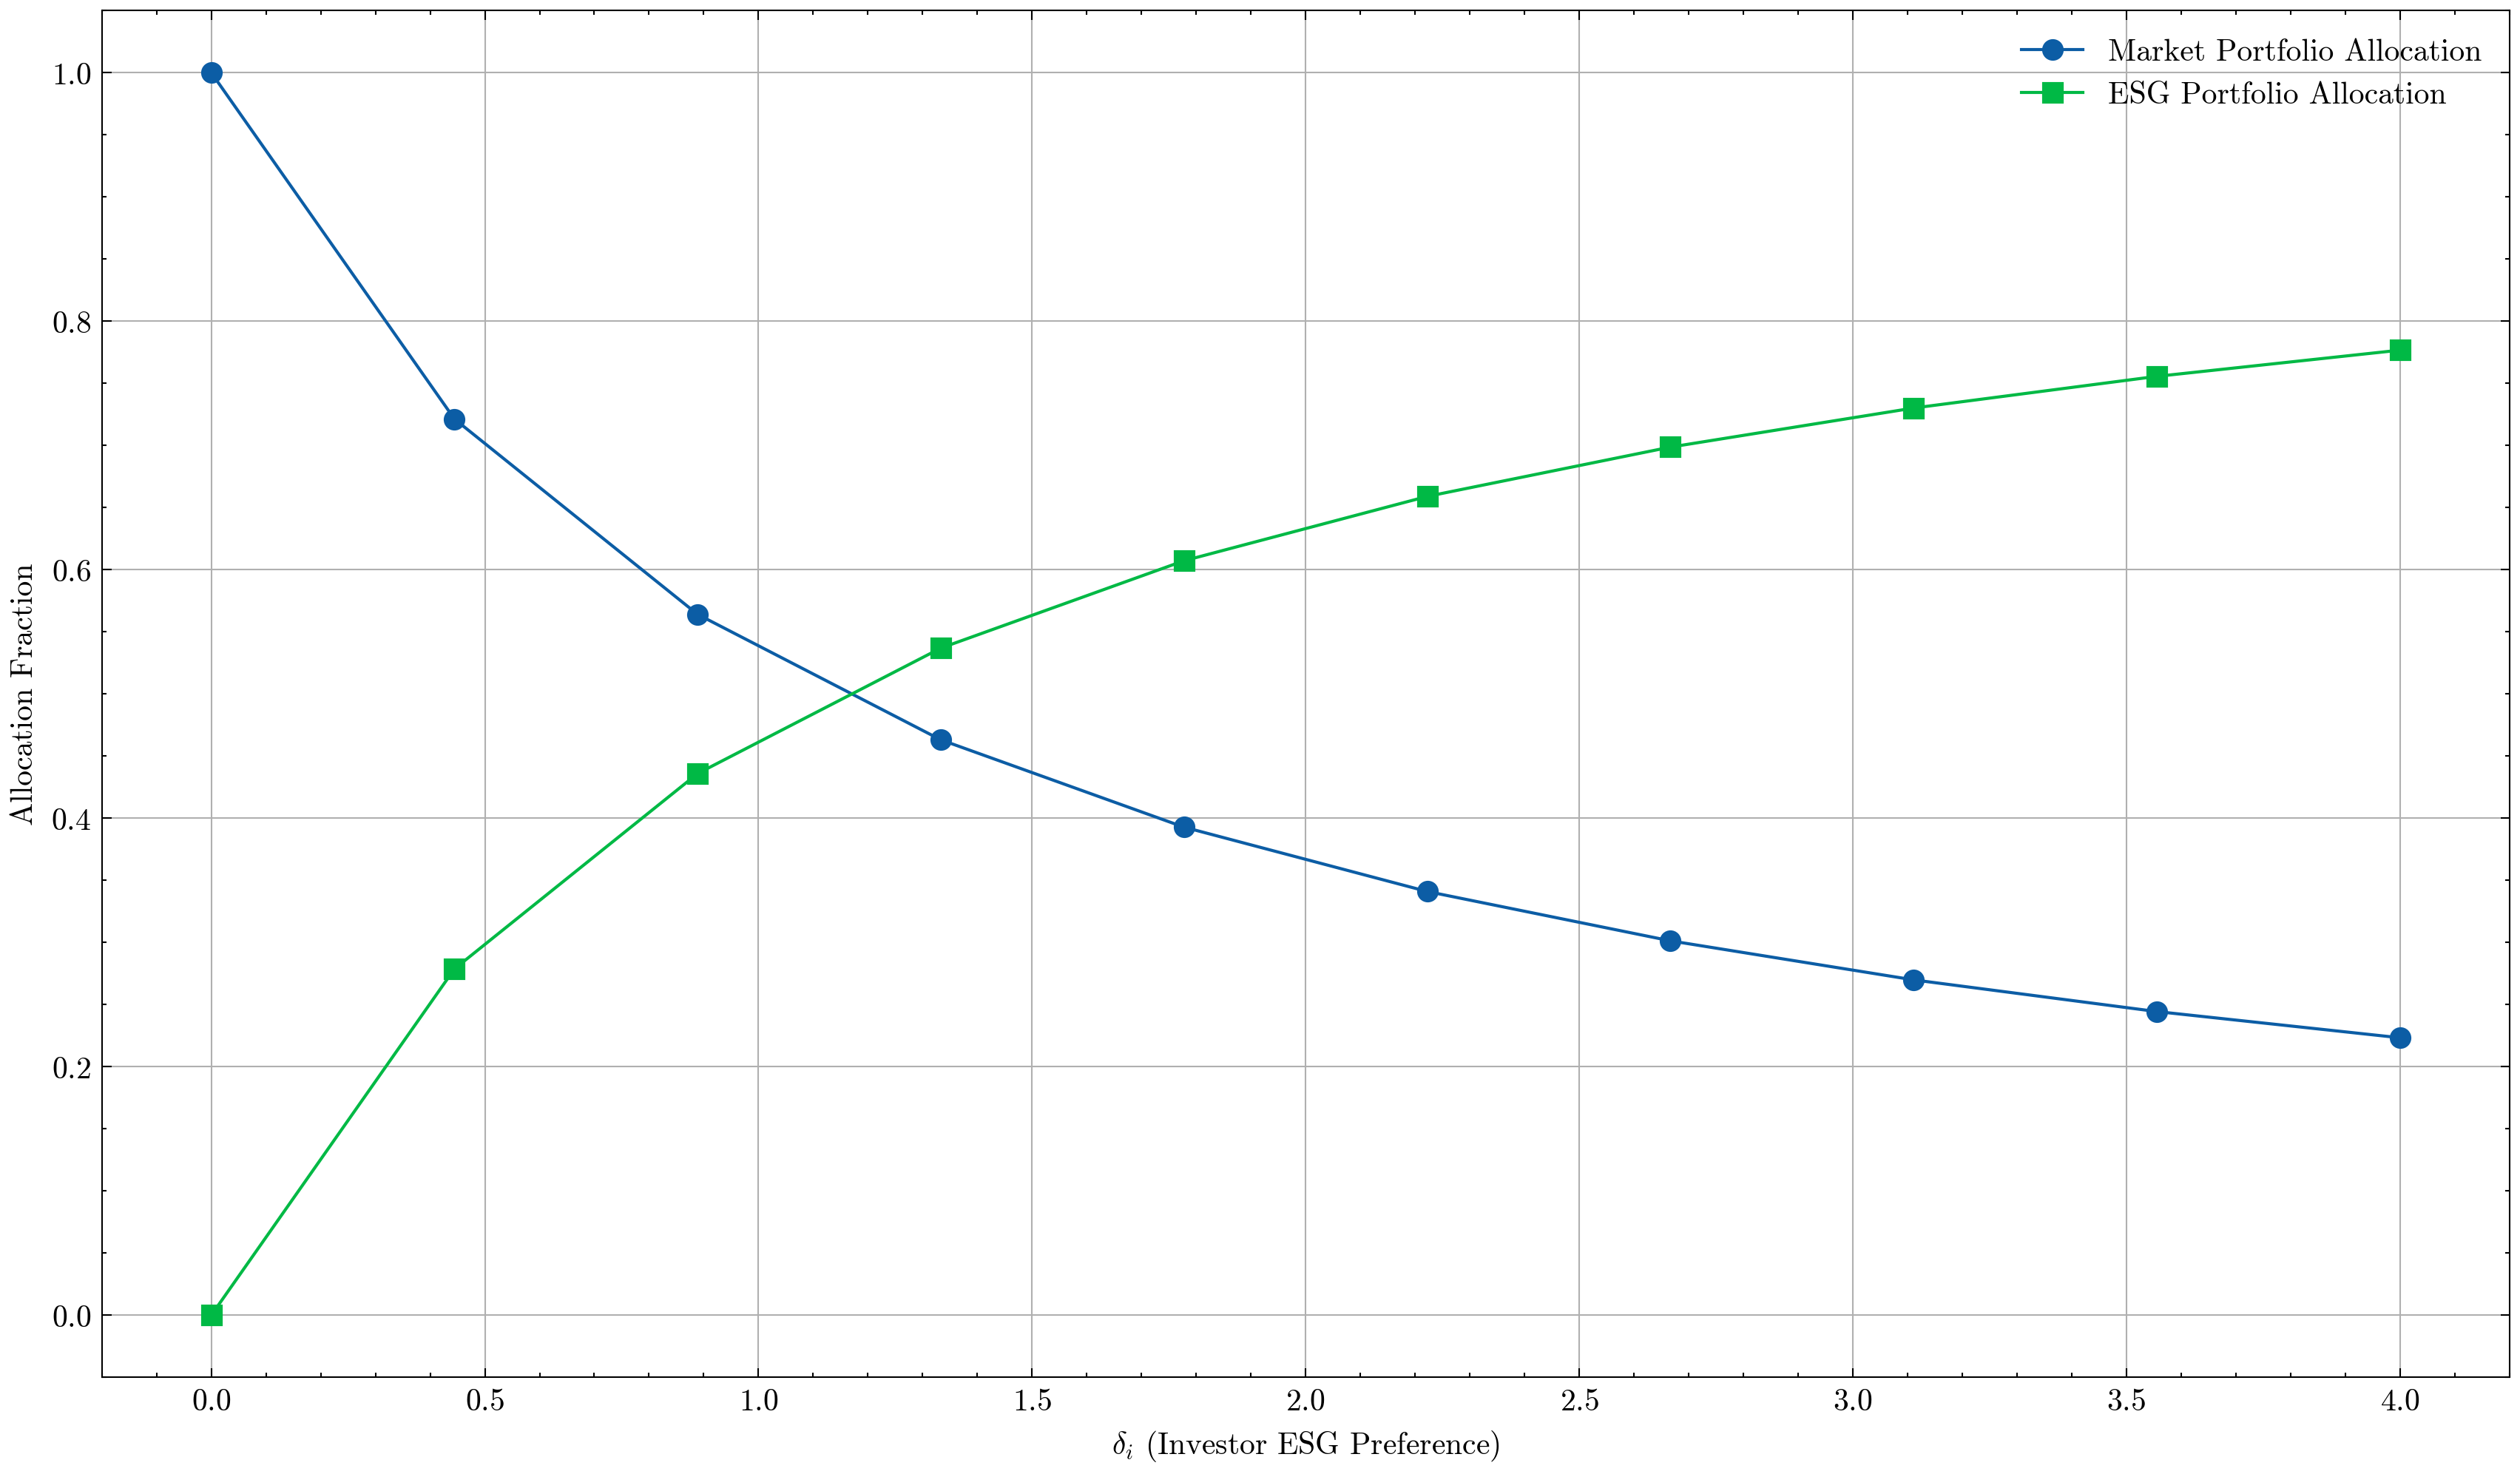 Market Portfolio Allocation
ESG Portfolio Allocation
Allocation Fraction
1.0
0.8
0.6
0.4
0.2
0.0
0.0 0.5 1.0 1.5 2.0 2.5 3.0 3.5 4.0
δᵢ (Investor ESG Preference)